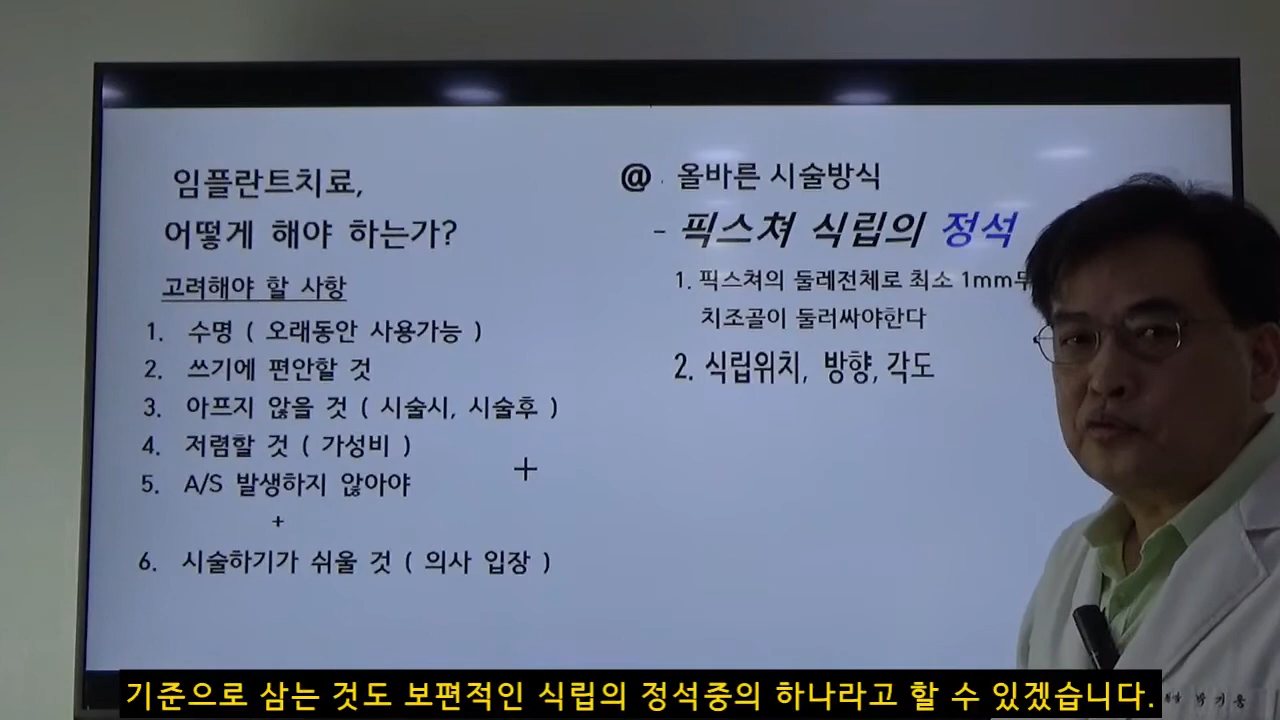 임플란트치료,
어떻게 해야 하는가?
고려해야 할 사항
1. 수명 ( 오래동안 사용가능 )
2. 쓰기에 편안할 것
3. 아프지 않을 것 ( 시술시, 시술후 )
4. 저렴할 것 ( 가성비 )
5. A/S 발생하지 않아야
+
6. 시술하기가 쉬울 것 ( 의사 입장 )
+
@ 올바른 시술방식
- 픽스쳐 식립의 정석
1. 픽스쳐의 둘레전체로 최소 1mm두
치조골이 둘러싸야한다
2. 식립위치, 방향, 각도
기준으로 삼는 것도 보편적인 식립의 정석중의 하나라고 할 수 있겠습니다.